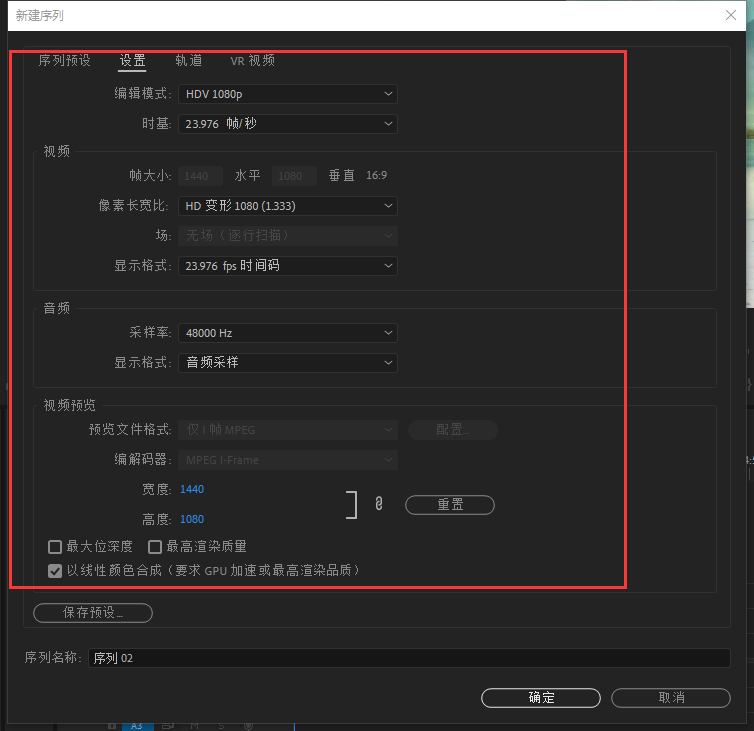 新建序列
序列预设 设置 轨道 VR 视频
编辑模式: HDV 1080p
时基: 23.976 帧/秒
视频
帧大小: 1440 水平 1080 垂直 16:9
像素长宽比: HD 变形 1080 (1.333)
场: 无场（逐行扫描）
显示格式: 23.976 fps 时间码
音频
采样率: 48000 Hz
显示格式: 音频采样
视频预览
预览文件格式: 仅 I 帧 MPEG 配置...
编解码器: MPEG I-Frame
宽度: 1440
高度: 1080
重置
最大位深度 最高渲染质量
以线性颜色合成（要求 GPU 加速或最高渲染品质）
保存预设...
序列名称: 序列 02
确定 取消
A3 M S